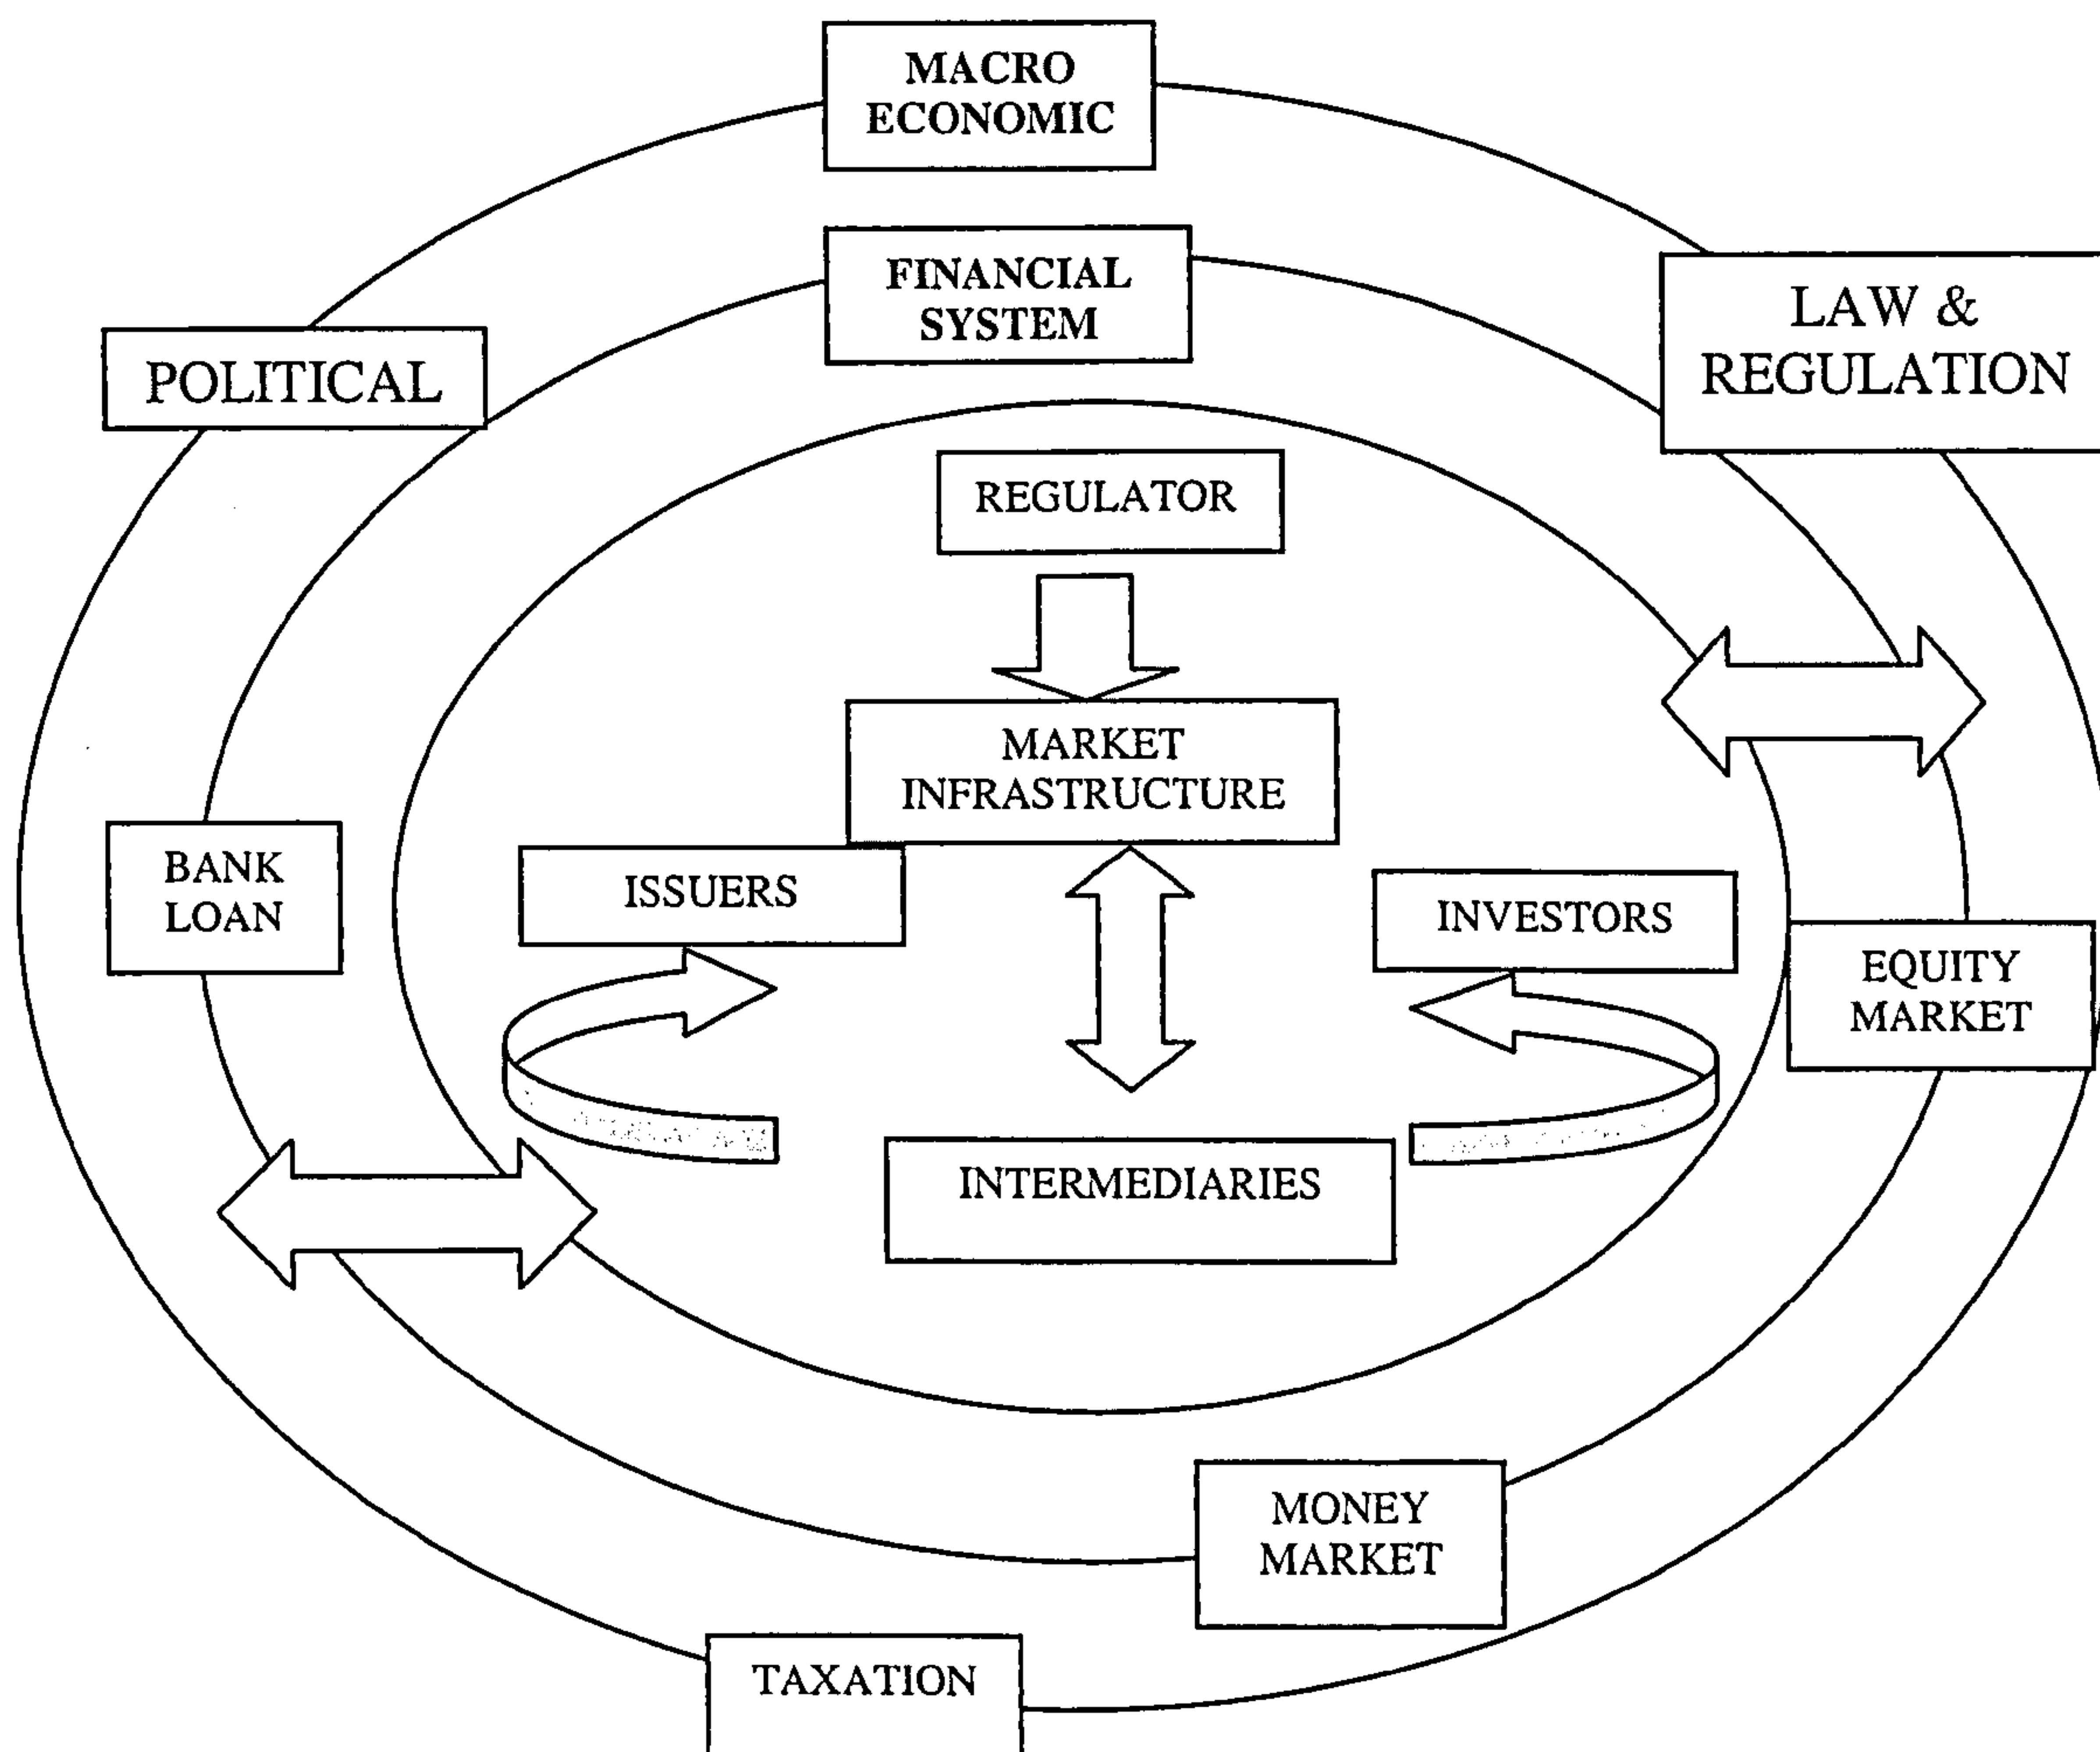 MACRO
ECONOMIC
FINANCIAL
SYSTEM
LAW &
REGULATION
POLITICAL
REGULATOR
MARKET
INFRASTRUCTURE
BANK
LOAN
ISSUERS
INVESTORS
EQUITY
MARKET
INTERMEDIARIES
MONEY
MARKET
TAXATION